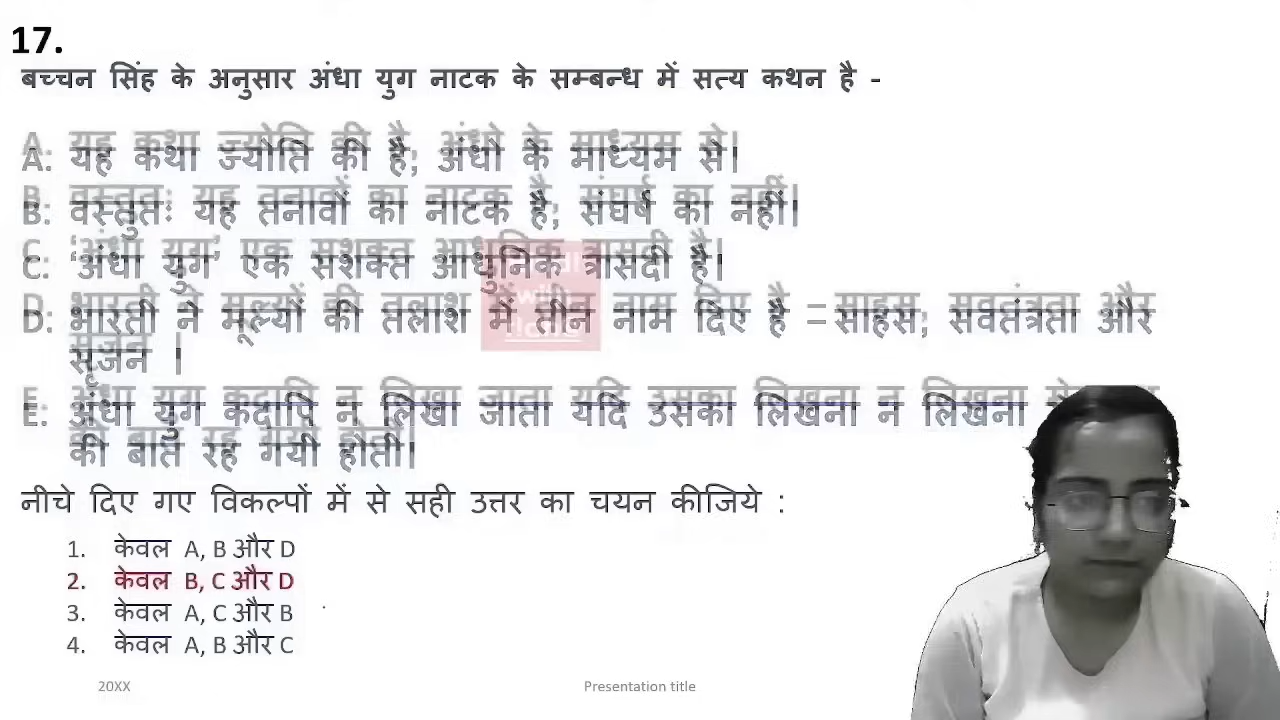 17.
बच्चन सिंह के अनुसार अंधा युग नाटक के सम्बन्ध में सत्य कथन है -
A: यह कथा ज्योति की है, अंधो के माध्यम से।
B: वस्तुतः यह तनावों का नाटक है, संघर्ष का नहीं।
C: ‘अंधा युग’ एक सशक्त आधुनिक त्रासदी है।
D: भारती ने मूल्यों की तलाश में तीन नाम दिए है – साहस, सवतंत्रता और
सृजन ।
E: अंधा युग कदापि न लिखा जाता यदि उसका लिखना न लिखना
की बात रह गयी होती।
नीचे दिए गए विकल्पों में से सही उत्तर का चयन कीजिये :
1. केवल A, B और D
2. केवल B, C और D
3. केवल A, C और B
4. केवल A, B और C
20XX
Presentation title